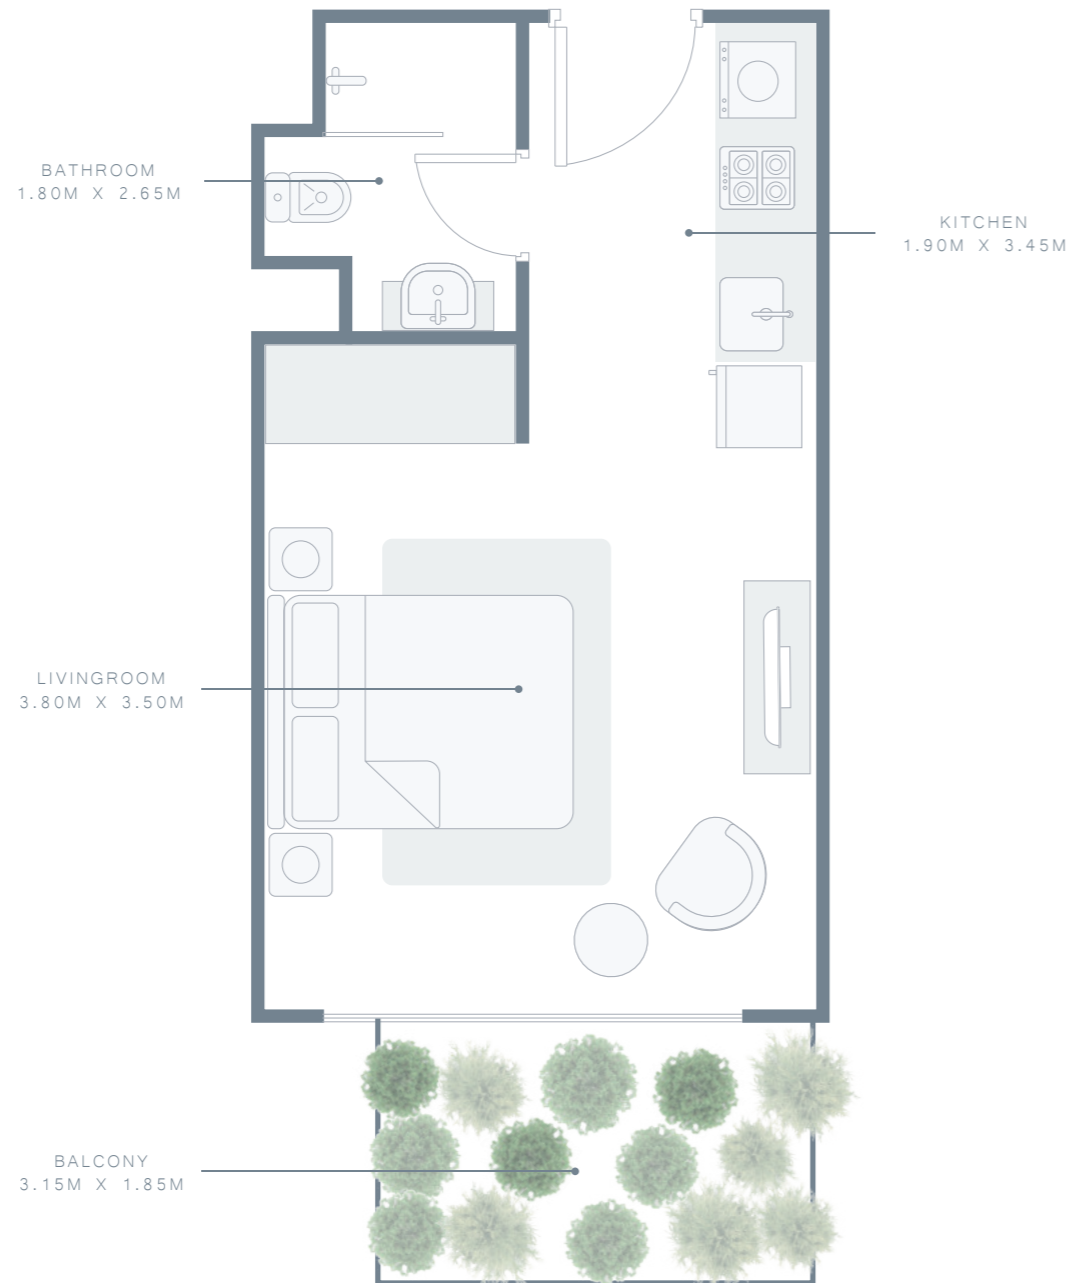 BATHROOM
1.80M X 2.65M
KITCHEN
1.90M X 3.45M
LIVINGROOM
3.80M X 3.50M
BALCONY
3.15M X 1.85M